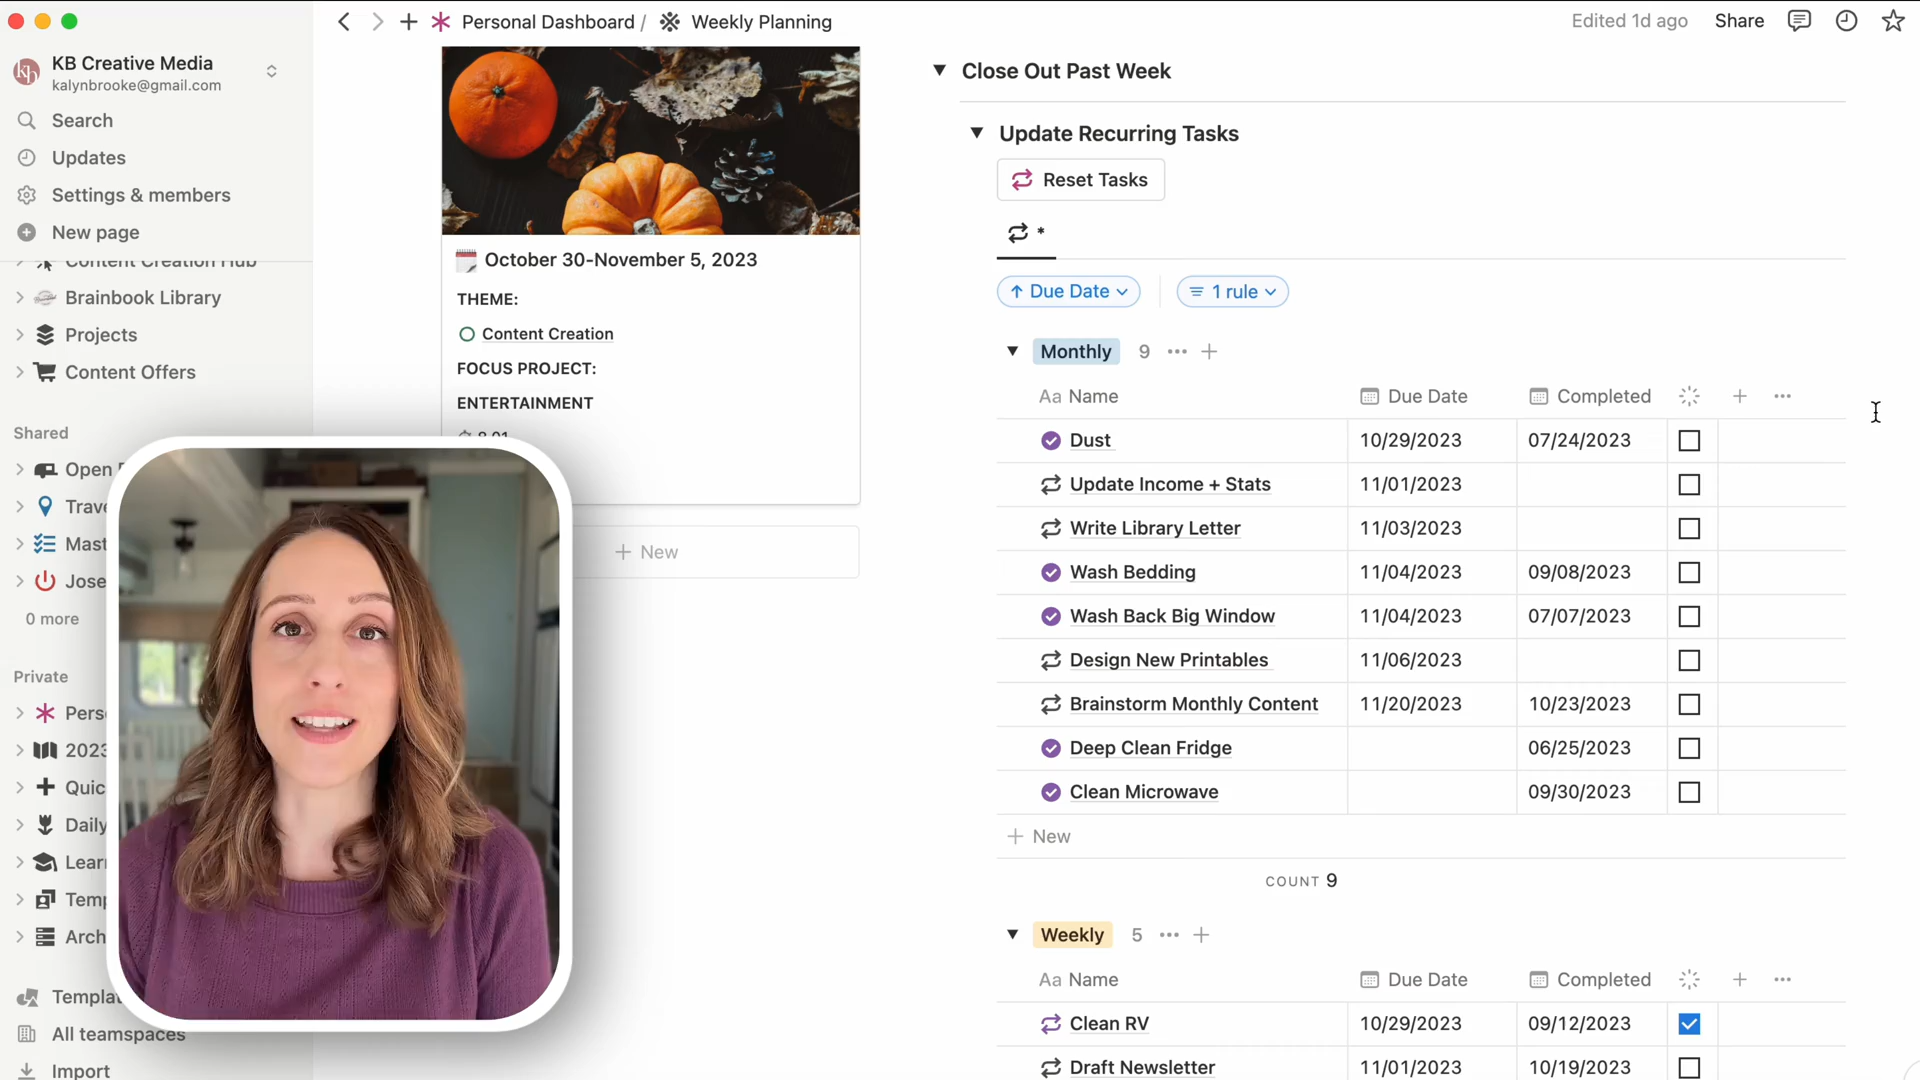 Personal Dashboard / Weekly Planning
Edited 1d ago Share
KB Creative Media
kalynbrooke@gmail.com
Search
Updates
Settings & members
New page
Content Creation Hub
Brainbook Library
Projects
Content Offers
Shared
Open
Trave
Mast
Jose
0 more
Private
Pers
2023
Quic
Daily
Lear
Temp
Arch
Templat
All teamspaces
Import
October 30-November 5, 2023
THEME:
Content Creation
FOCUS PROJECT:
ENTERTAINMENT
+ New
Close Out Past Week
Update Recurring Tasks
Reset Tasks
*
↑ Due Date 1 rule
Monthly 9 ••• +
Aa Name Due Date Completed + •••
Dust 10/29/2023 07/24/2023
Update Income + Stats 11/01/2023
Write Library Letter 11/03/2023
Wash Bedding 11/04/2023 09/08/2023
Wash Back Big Window 11/04/2023 07/07/2023
Design New Printables 11/06/2023
Brainstorm Monthly Content 11/20/2023 10/23/2023
Deep Clean Fridge 06/25/2023
Clean Microwave 09/30/2023
+ New
COUNT 9
Weekly 5 ••• +
Aa Name Due Date Completed + •••
Clean RV 10/29/2023 09/12/2023
Draft Newsletter 11/01/2023 10/19/2023